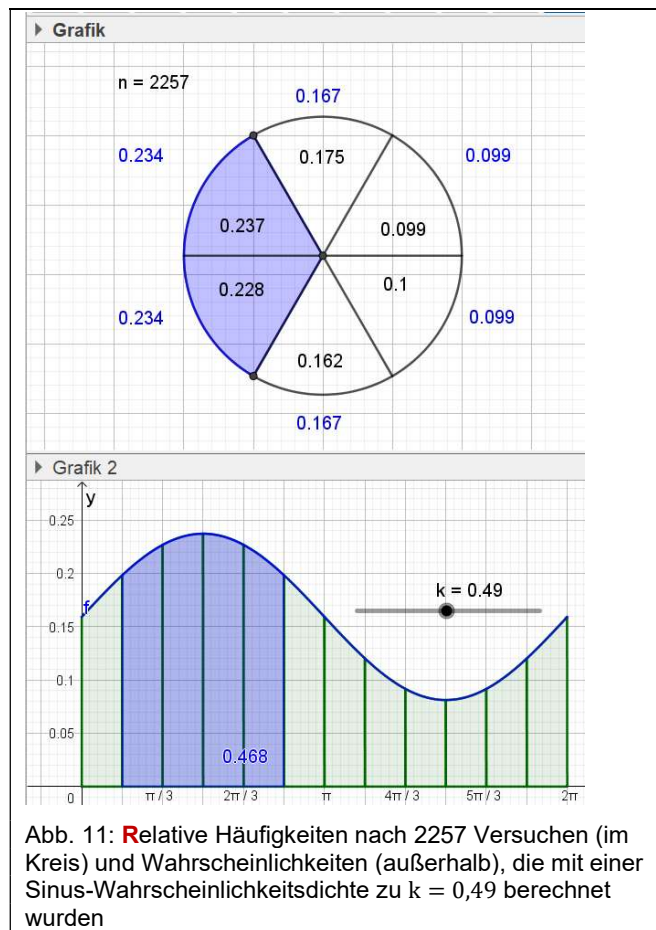 Grafik
n = 2257
0.167
0.234
0.175
0.099
0.237
0.099
0.228
0.1
0.234
0.099
0.162
0.167
Grafik 2
y
0.25
0.2
k = 0.49
f
0.15
0.1
0.05
0.468
0
π / 3
2π / 3
π
4π / 3
5π / 3
2π
Abb. 11: Relative Häufigkeiten nach 2257 Versuchen (im
Kreis) und Wahrscheinlichkeiten (außerhalb), die mit einer
Sinus-Wahrscheinlichkeitsdichte zu k = 0,49 berechnet
wurden